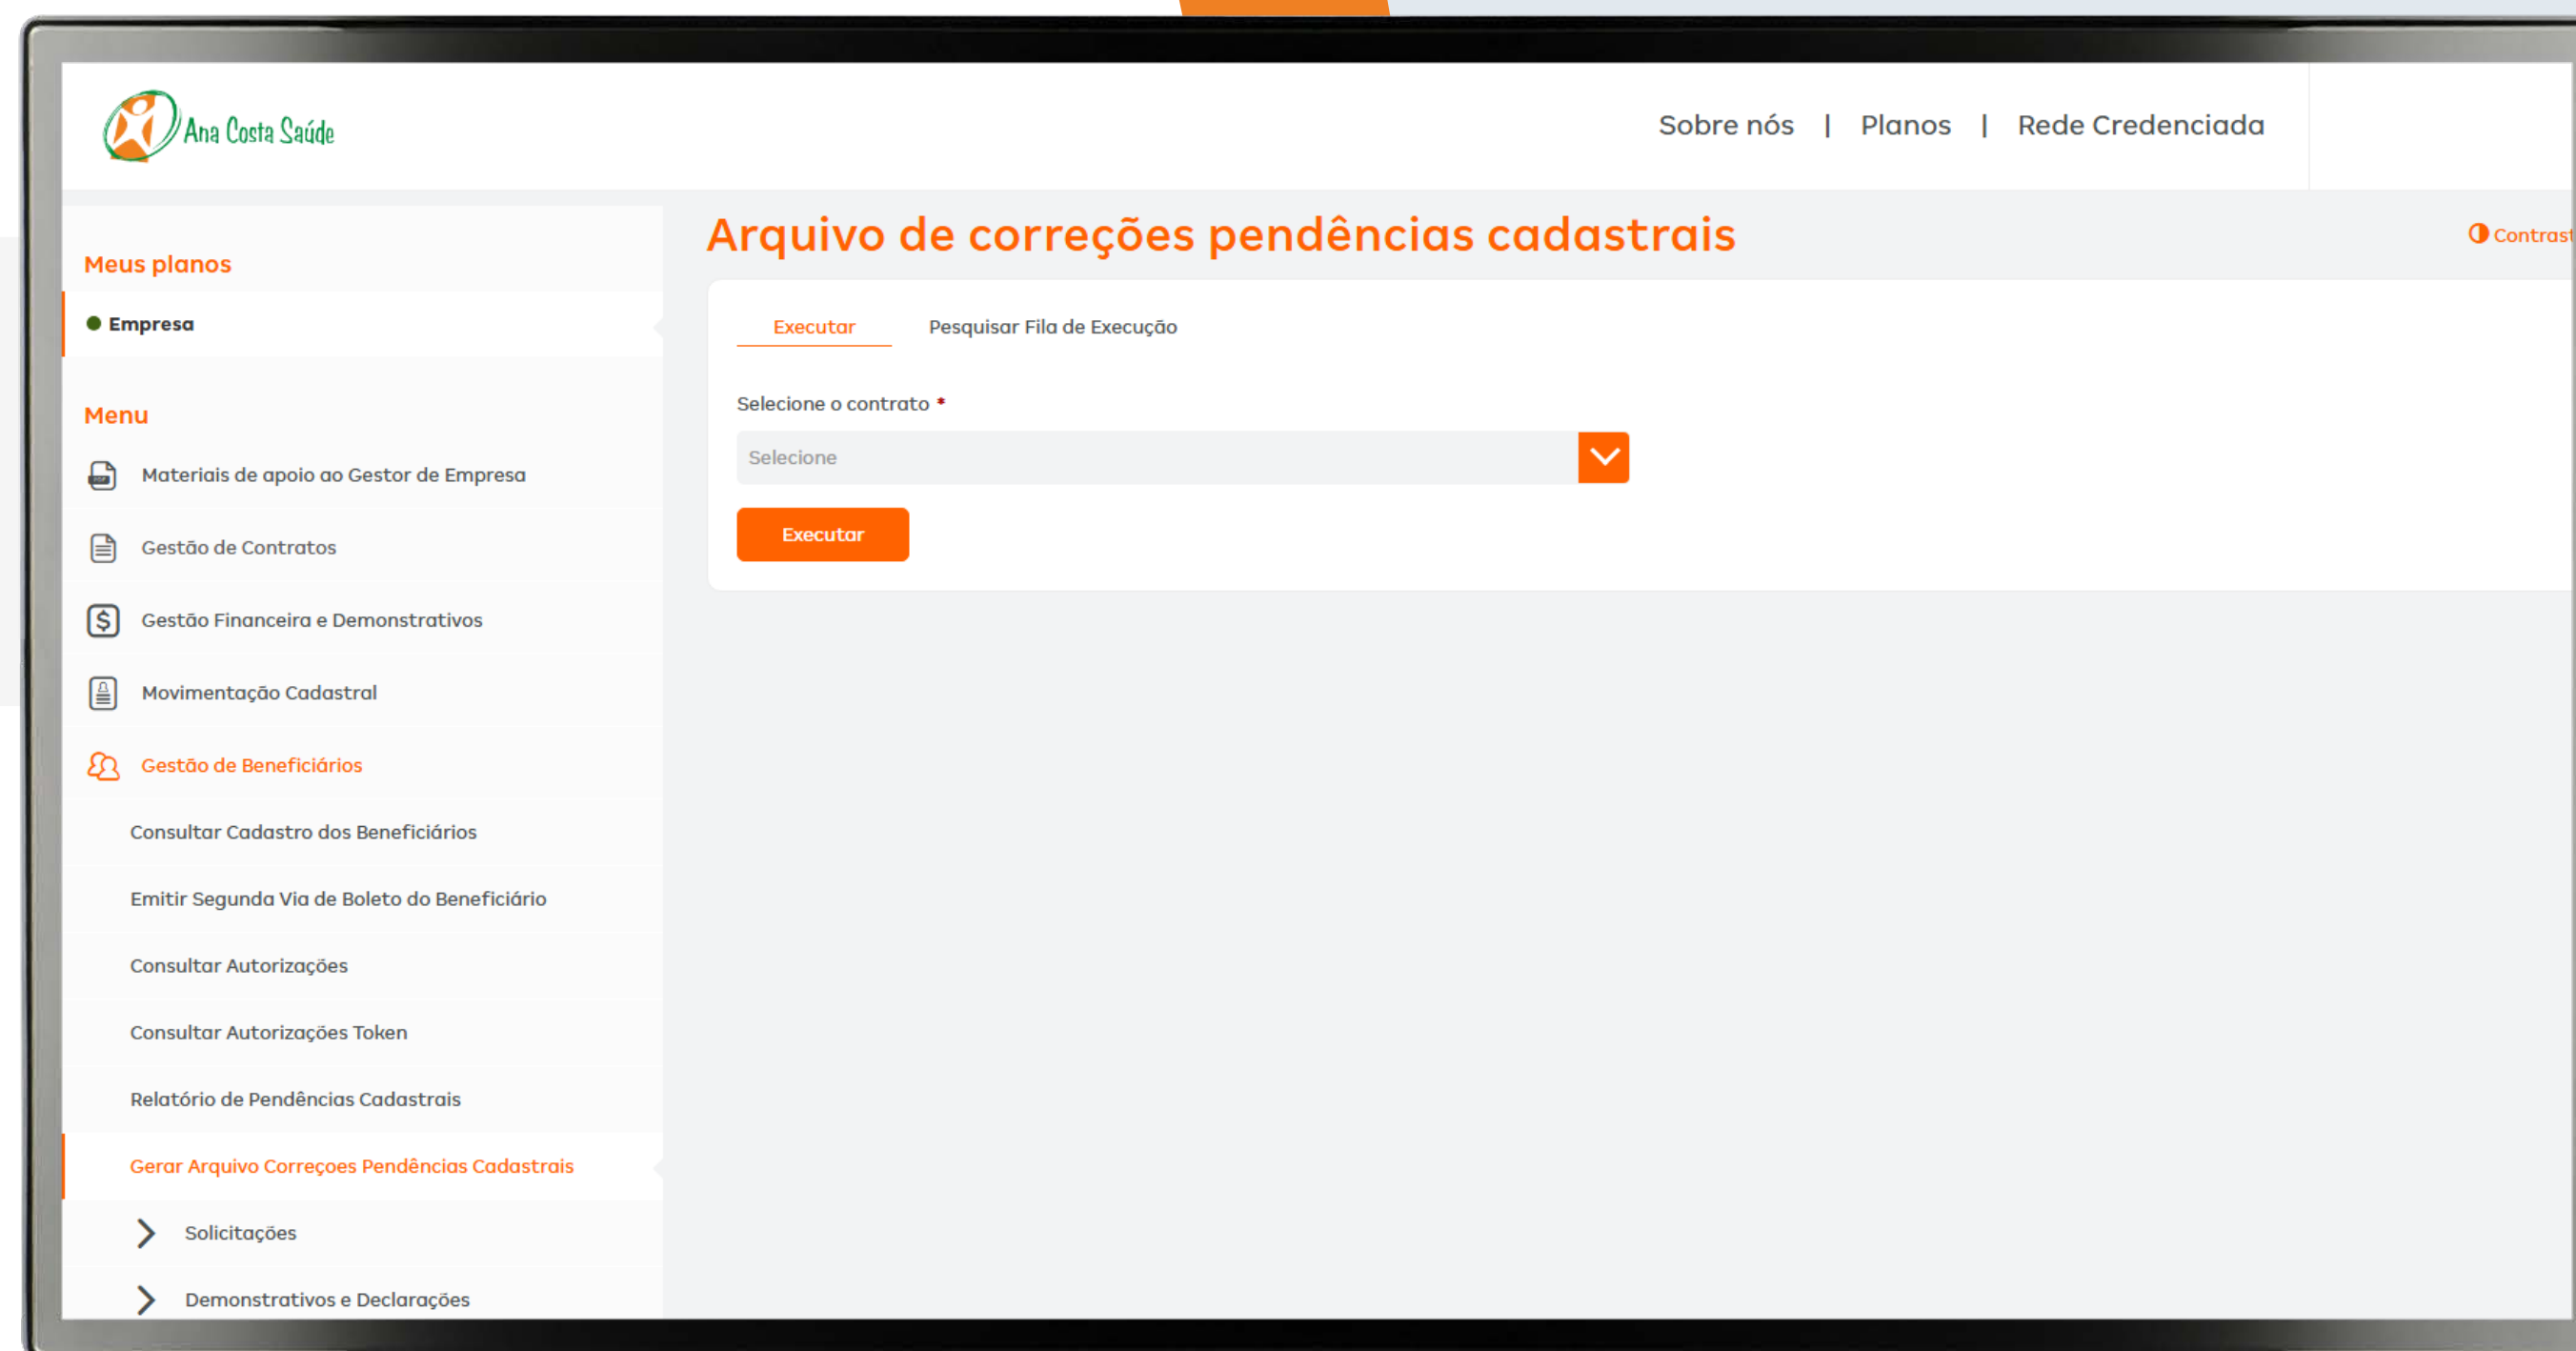 Ana Costa Saúde
Sobre nós | Planos | Rede Credenciada
Meus planos
Empresa
Menu
Materiais de apoio ao Gestor de Empresa
Gestão de Contratos
Gestão Financeira e Demonstrativos
Movimentação Cadastral
Gestão de Beneficiários
Consultar Cadastro dos Beneficiários
Emitir Segunda Via de Boleto do Beneficiário
Consultar Autorizações
Consultar Autorizações Token
Relatório de Pendências Cadastrais
Gerar Arquivo Correçoes Pendências Cadastrais
Solicitações
Demonstrativos e Declarações
Arquivo de correções pendências cadastrais
Contrast
Executar Pesquisar Fila de Execução
Selecione o contrato *
Selecione
Executar